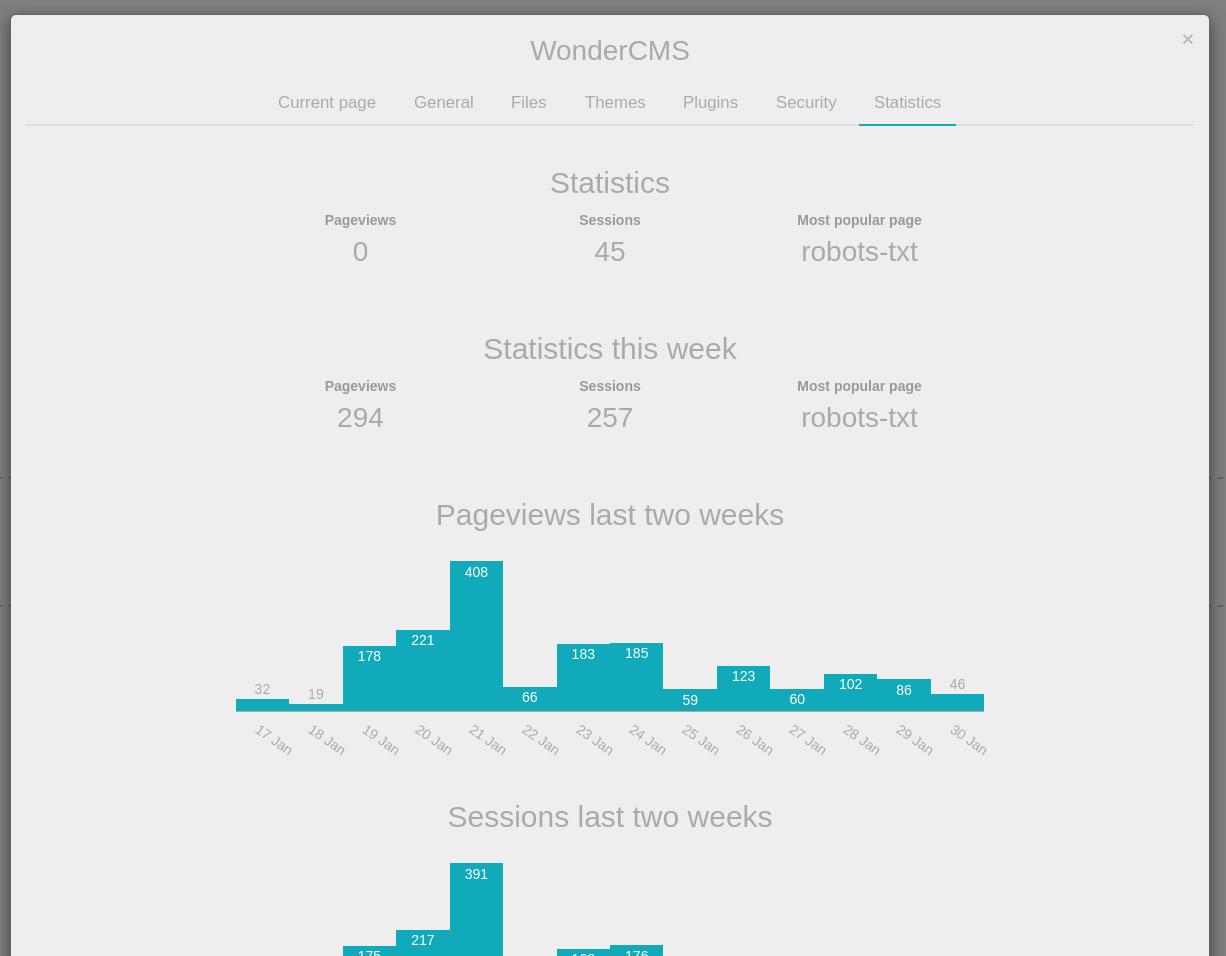 WonderCMS
×
Current page General Files Themes Plugins Security Statistics
Statistics
Pageviews Sessions Most popular page
0 45 robots-txt
Statistics this week
Pageviews Sessions Most popular page
294 257 robots-txt
Pageviews last two weeks
32 19 178 221 408 66 183 185 59 123 60 102 86 46
17 Jan 18 Jan 19 Jan 20 Jan 21 Jan 22 Jan 23 Jan 24 Jan 25 Jan 26 Jan 27 Jan 28 Jan 29 Jan 30 Jan
Sessions last two weeks
391
217
175 176